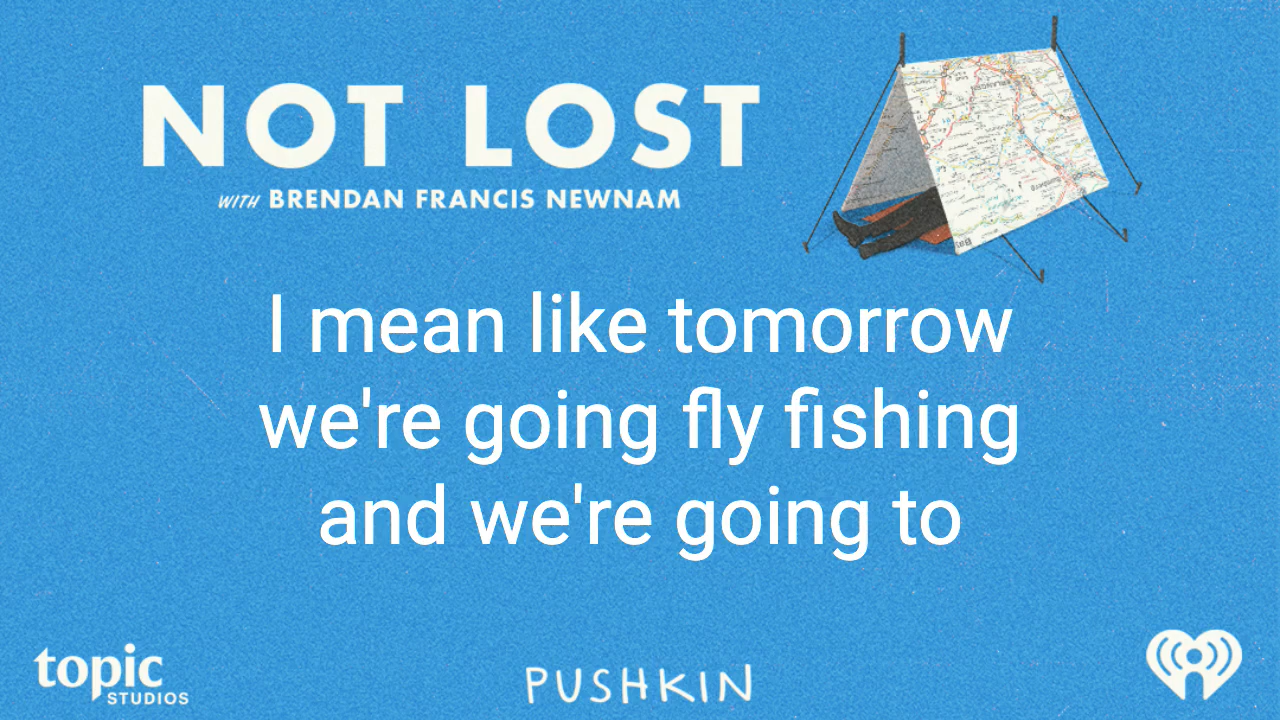 NOT LOST
WITH BRENDAN FRANCIS NEWNAM
I mean like tomorrow
we're going fly fishing
and we're going to
topic
STUDIOS
PUSHKIN